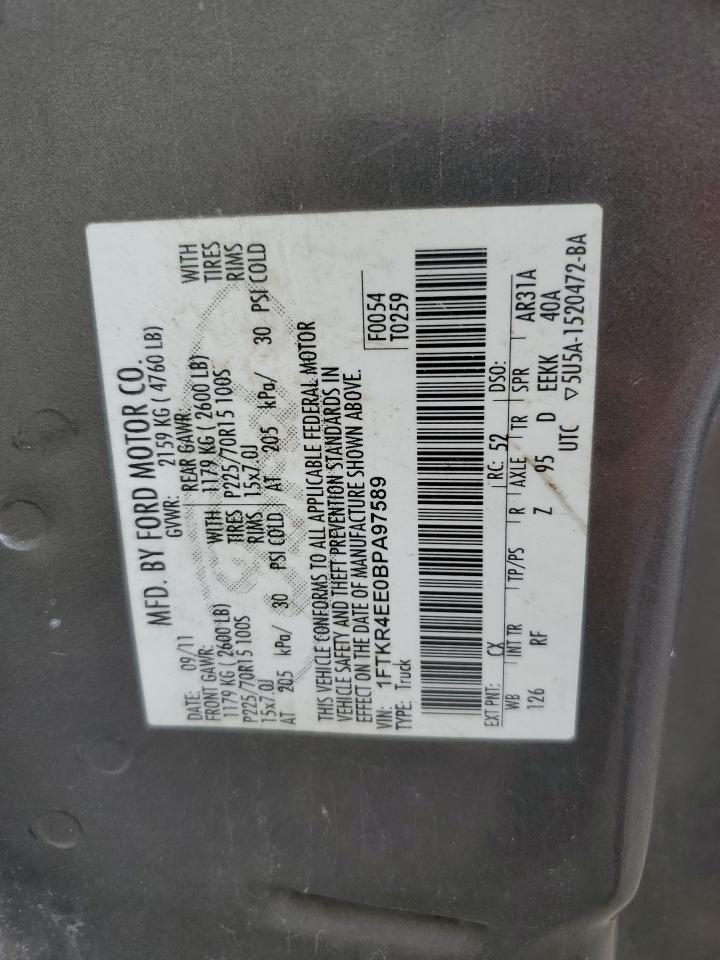 MFD. BY FORD MOTOR CO.
DATE: 09/11 GVWR: 2159 KG ( 4760 LB)
FRONT GAWR: REAR GAWR:
1179 KG ( 2600 LB) WITH 1179 KG ( 2600 LB) WITH
P225/70R15 100S TIRES P225/70R15 100S TIRES
15x7.0J RIMS 15x7.0J RIMS
AT 205 kPa/ 30 PSI COLD AT 205 kPa/ 30 PSI COLD
THIS VEHICLE CONFORMS TO ALL APPLICABLE FEDERAL MOTOR
VEHICLE SAFETY AND THEFT PREVENTION STANDARDS IN
EFFECT ON THE DATE OF MANUFACTURE SHOWN ABOVE.
VIN: 1FTKR4EE0BPA97589 F0054
TYPE: Truck T0259
EXT PNT: CX RC: 52 DSO:
WB INT TR TP/PS R AXLE TR SPR AR31A
126 RF Z 95 D EEKK 40A
UTC ▽5U5A-1520472-BA